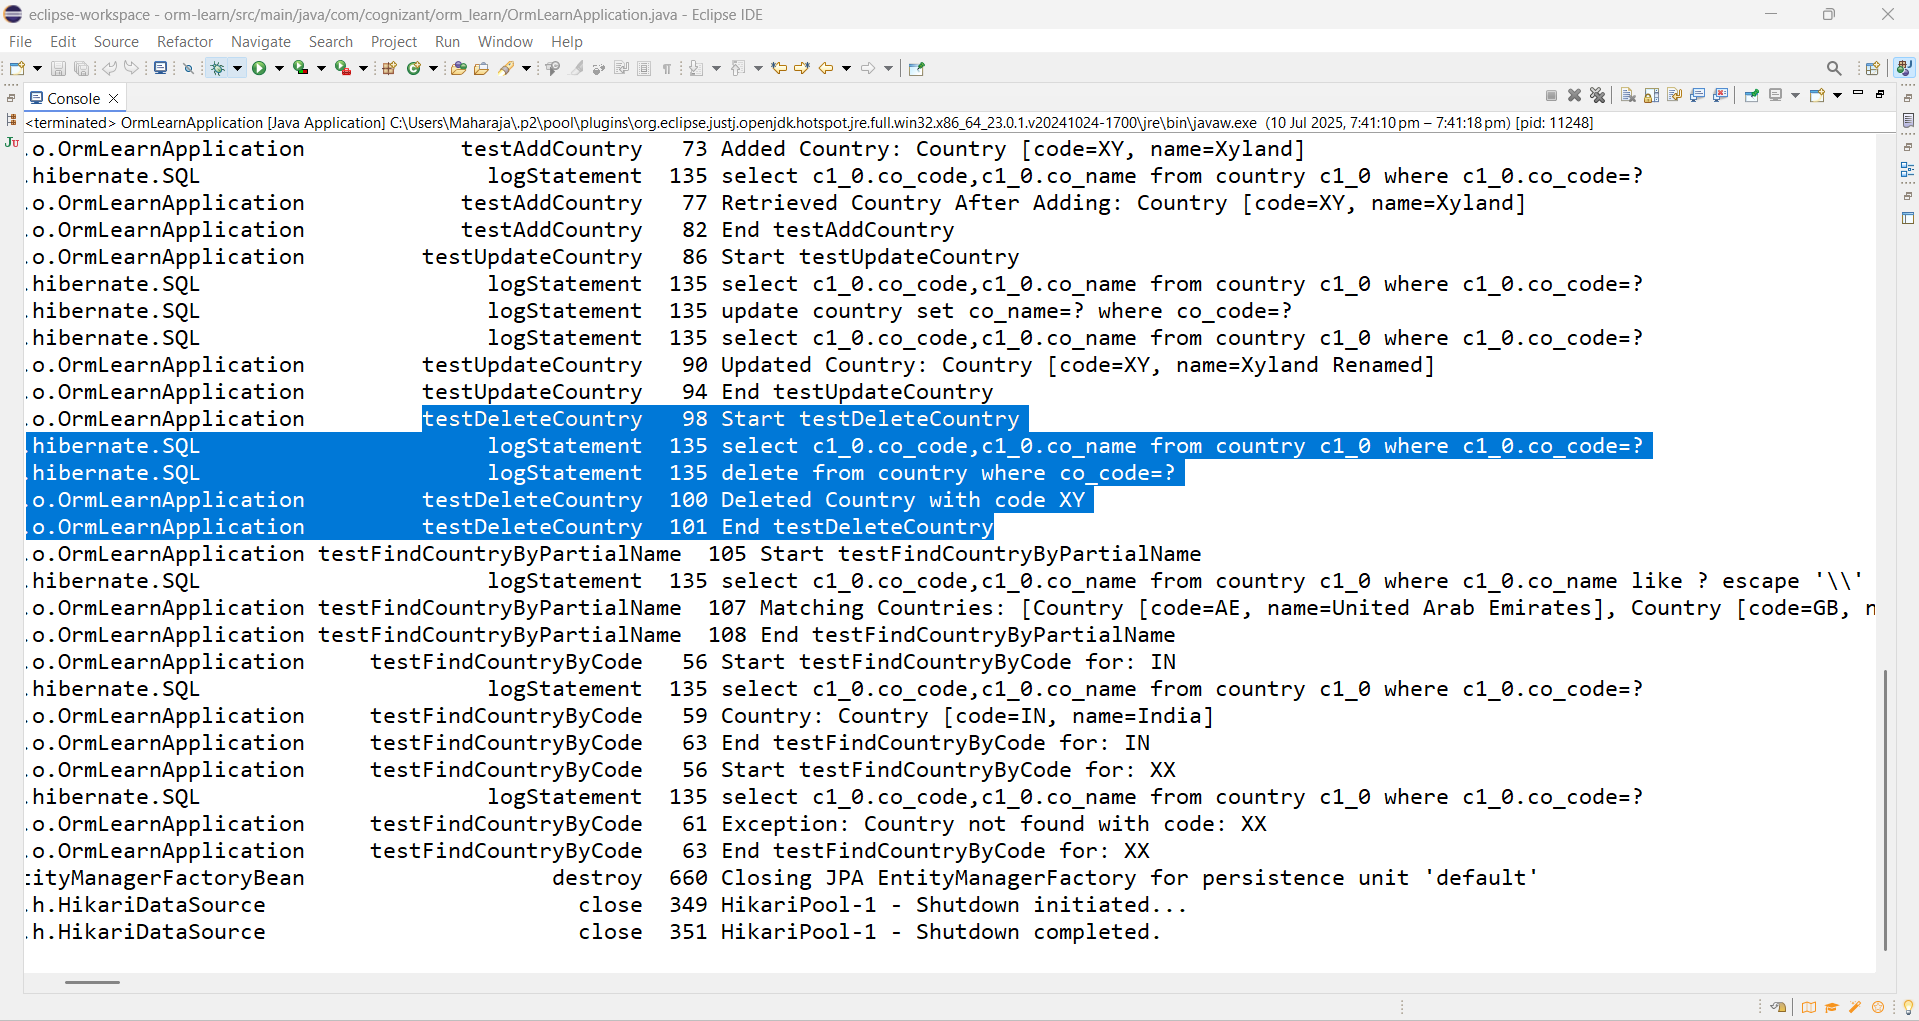 eclipse-workspace - orm-learn/src/main/java/com/cognizant/orm_learn/OrmLearnApplication.java - Eclipse IDE
File Edit Source Refactor Navigate Search Project Run Window Help
Console
<terminated> OrmLearnApplication [Java Application] C:\Users\Maharaja\.p2\pool\plugins\org.eclipse.justj.openjdk.hotspot.jre.full.win32.x86_64_23.0.1.v20241024-1700\jre\bin\javaw.exe (10 Jul 2025, 7:41:10 pm – 7:41:18 pm) [pid: 11248]
.o.OrmLearnApplication testAddCountry 73 Added Country: Country [code=XY, name=Xyland]
.hibernate.SQL logStatement 135 select c1_0.co_code,c1_0.co_name from country c1_0 where c1_0.co_code=?
.o.OrmLearnApplication testAddCountry 77 Retrieved Country After Adding: Country [code=XY, name=Xyland]
.o.OrmLearnApplication testAddCountry 82 End testAddCountry
.o.OrmLearnApplication testUpdateCountry 86 Start testUpdateCountry
.hibernate.SQL logStatement 135 select c1_0.co_code,c1_0.co_name from country c1_0 where c1_0.co_code=?
.hibernate.SQL logStatement 135 update country set co_name=? where co_code=?
.hibernate.SQL logStatement 135 select c1_0.co_code,c1_0.co_name from country c1_0 where c1_0.co_code=?
.o.OrmLearnApplication testUpdateCountry 90 Updated Country: Country [code=XY, name=Xyland Renamed]
.o.OrmLearnApplication testUpdateCountry 94 End testUpdateCountry
.o.OrmLearnApplication testDeleteCountry 98 Start testDeleteCountry
.hibernate.SQL logStatement 135 select c1_0.co_code,c1_0.co_name from country c1_0 where c1_0.co_code=?
.hibernate.SQL logStatement 135 delete from country where co_code=?
.o.OrmLearnApplication testDeleteCountry 100 Deleted Country with code XY
.o.OrmLearnApplication testDeleteCountry 101 End testDeleteCountry
.o.OrmLearnApplication testFindCountryByPartialName 105 Start testFindCountryByPartialName
.hibernate.SQL logStatement 135 select c1_0.co_code,c1_0.co_name from country c1_0 where c1_0.co_name like ? escape '\\'
.o.OrmLearnApplication testFindCountryByPartialName 107 Matching Countries: [Country [code=AE, name=United Arab Emirates], Country [code=GB, n
.o.OrmLearnApplication testFindCountryByPartialName 108 End testFindCountryByPartialName
.o.OrmLearnApplication testFindCountryByCode 56 Start testFindCountryByCode for: IN
.hibernate.SQL logStatement 135 select c1_0.co_code,c1_0.co_name from country c1_0 where c1_0.co_code=?
.o.OrmLearnApplication testFindCountryByCode 59 Country: Country [code=IN, name=India]
.o.OrmLearnApplication testFindCountryByCode 63 End testFindCountryByCode for: IN
.o.OrmLearnApplication testFindCountryByCode 56 Start testFindCountryByCode for: XX
.hibernate.SQL logStatement 135 select c1_0.co_code,c1_0.co_name from country c1_0 where c1_0.co_code=?
.o.OrmLearnApplication testFindCountryByCode 61 Exception: Country not found with code: XX
.o.OrmLearnApplication testFindCountryByCode 63 End testFindCountryByCode for: XX
ityManagerFactoryBean destroy 660 Closing JPA EntityManagerFactory for persistence unit 'default'
.h.HikariDataSource close 349 HikariPool-1 - Shutdown initiated...
.h.HikariDataSource close 351 HikariPool-1 - Shutdown completed.